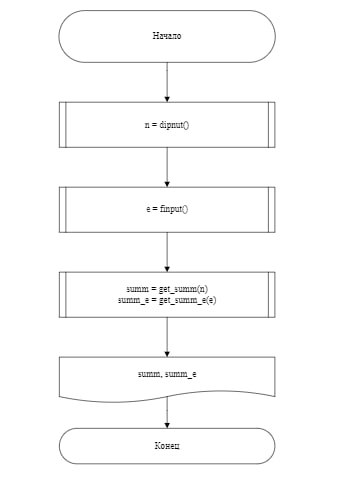 Начало
n = dipnut()
e = finput()
summ = get_summ(n)
summ_e = get_summ_e(e)
summ, summ_e
Конец